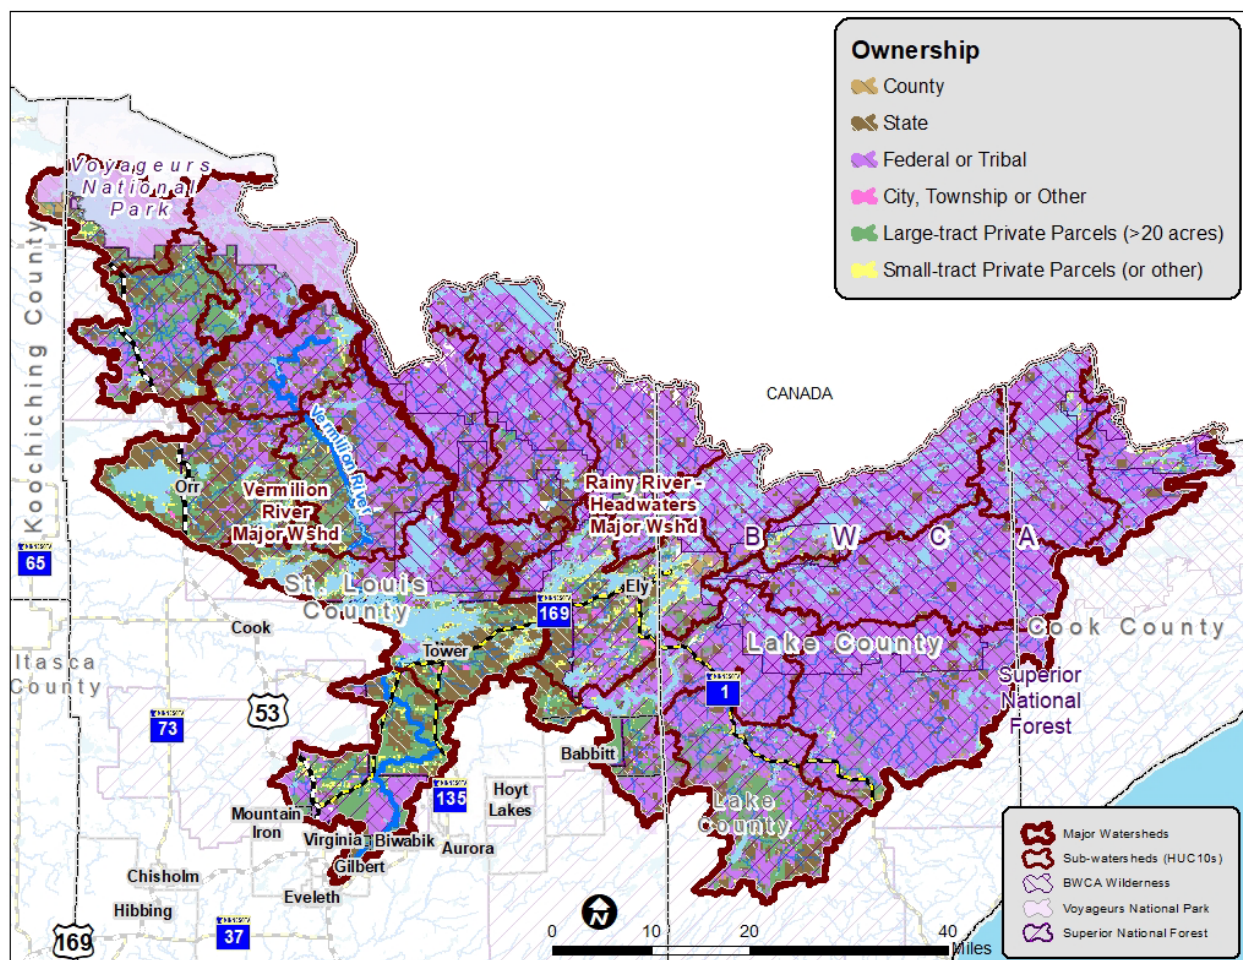 Ownership
County
State
Federal or Tribal
City, Township or Other
Large-tract Private Parcels (>20 acres)
Small-tract Private Parcels (or other)
Voyageurs
National
Park
Koochiching County
CANADA
Vermilion River
Orr
Vermilion
River
Major Wshd
Rainy River -
Headwaters
Major Wshd
B W C A
65
St. Louis
County
169
Ely
Cook
Tower
Lake County
Cook County
Itasca
County
Superior
National
Forest
1
53
73
Babbitt
135
Hoyt
Lakes
Lake
County
Mountain
Iron
Virginia
Biwabik
Aurora
Gilbert
Chisholm
Eveleth
Hibbing
169
37
N
0 10 20 40
Miles
Major Watersheds
Sub-watersheds (HUC10s)
BWCA Wilderness
Voyageurs National Park
Superior National Forest